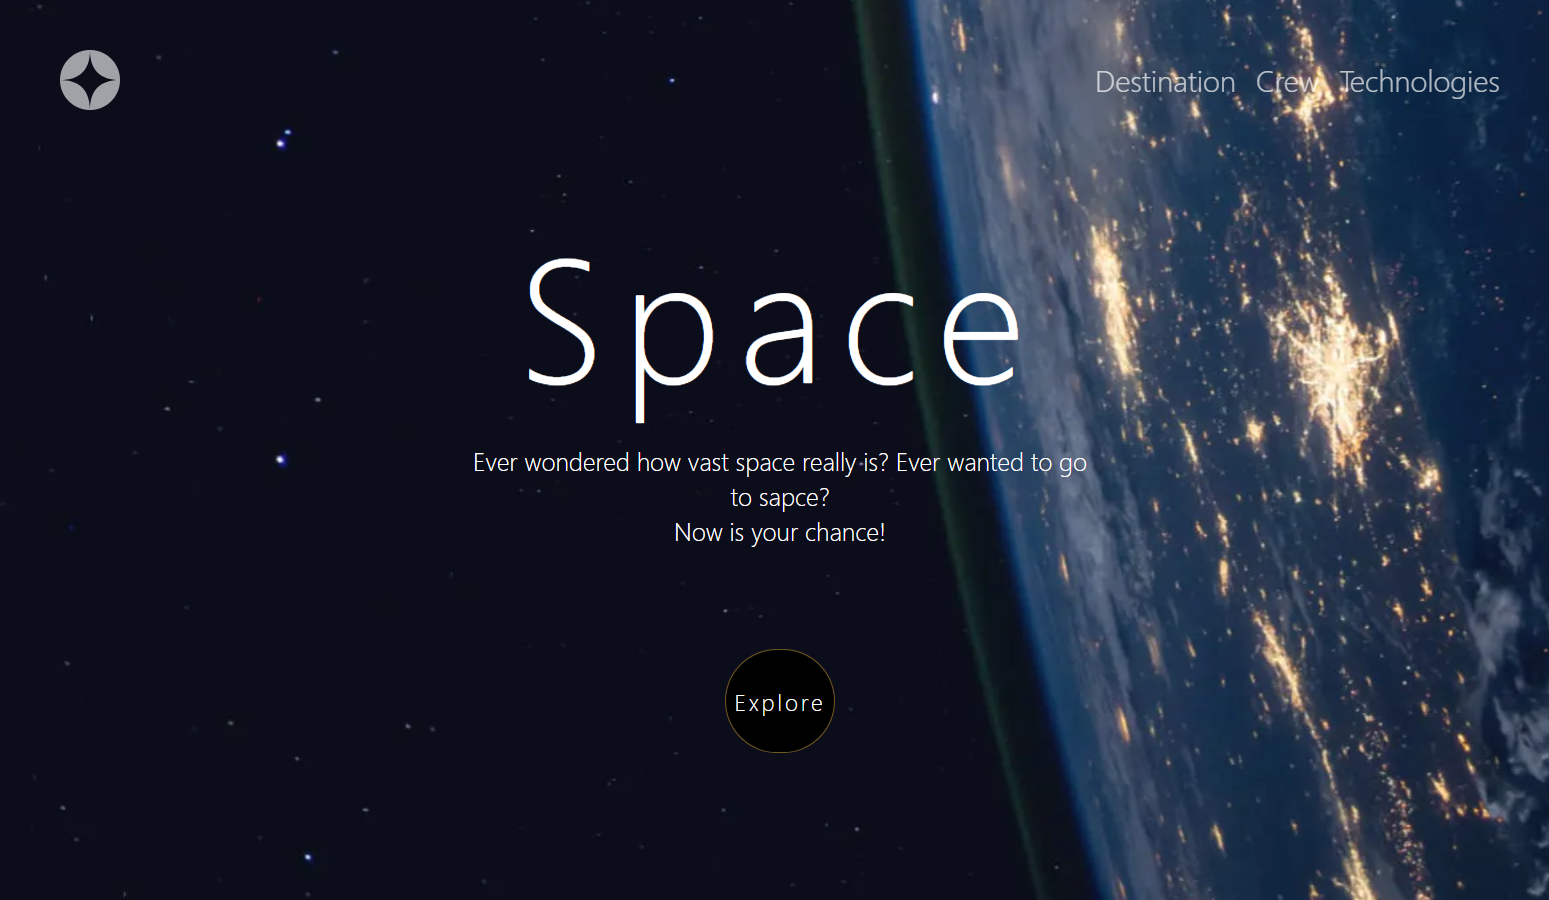 Destination Crew Technologies
Space
Ever wondered how vast space really is? Ever wanted to go
to sapce?
Now is your chance!
Explore